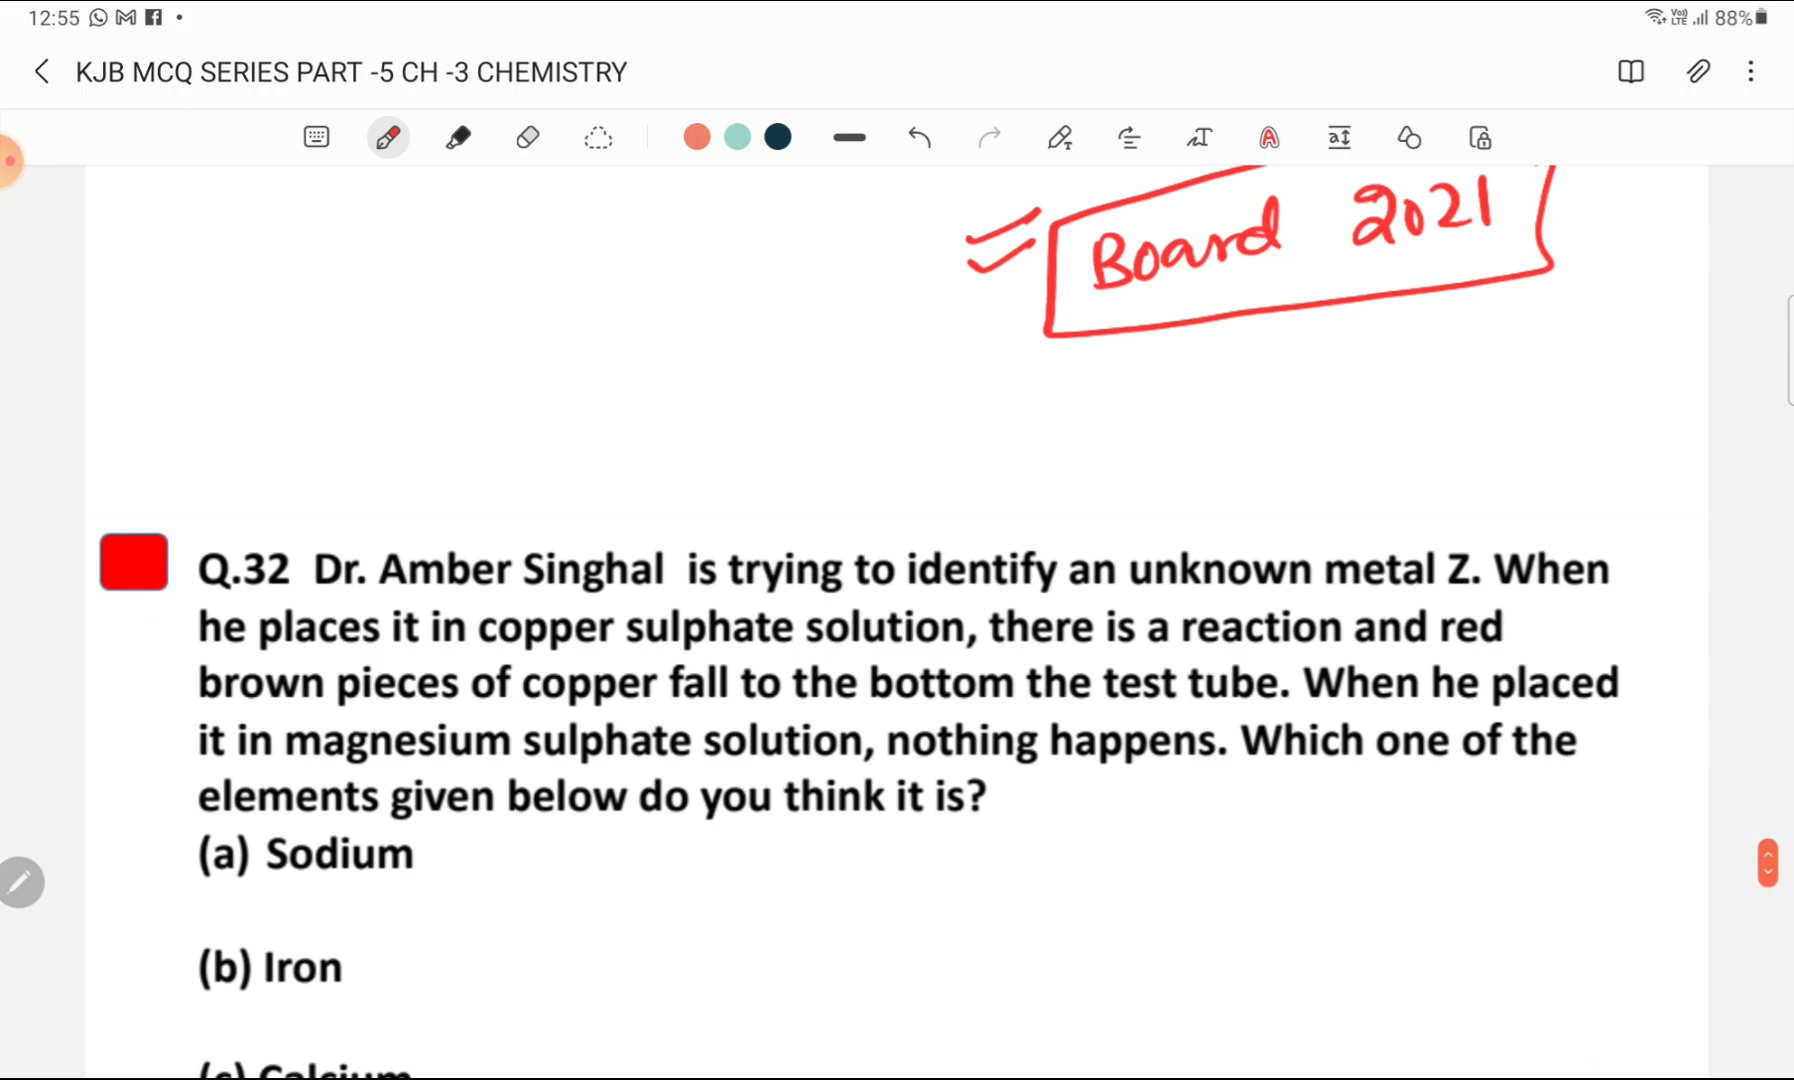 12:55
88%
KJB MCQ SERIES PART -5 CH -3 CHEMISTRY
Board 2021
Q.32 Dr. Amber Singhal is trying to identify an unknown metal Z. When
he places it in copper sulphate solution, there is a reaction and red
brown pieces of copper fall to the bottom the test tube. When he placed
it in magnesium sulphate solution, nothing happens. Which one of the
elements given below do you think it is?
(a) Sodium
(b) Iron
(c) Calcium